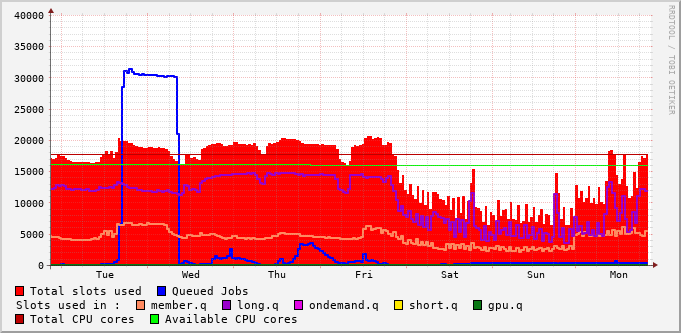 RRDTOOL / TOBI OETIKER
40000
35000
30000
25000
20000
15000
10000
5000
0
Tue Wed Thu Fri Sat Sun Mon
Total slots used Queued Jobs
Slots used in : member.q long.q ondemand.q short.q gpu.q
Total CPU cores Available CPU cores